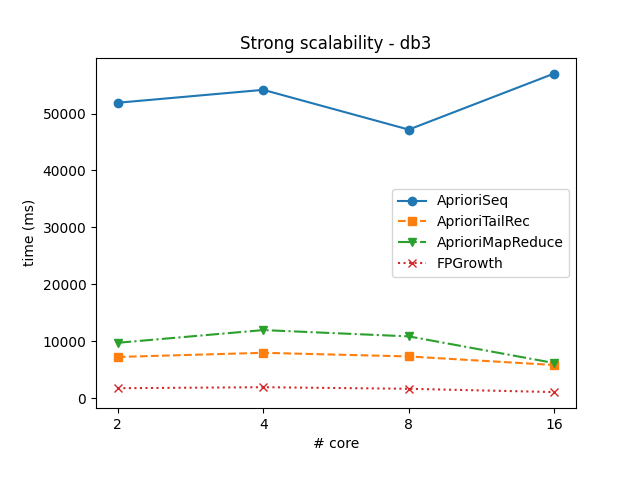 Strong scalability - db3
time (ms)
50000
40000
30000
20000
10000
0
AprioriSeq
AprioriTailRec
AprioriMapReduce
FPGrowth
2 4 8 16
# core